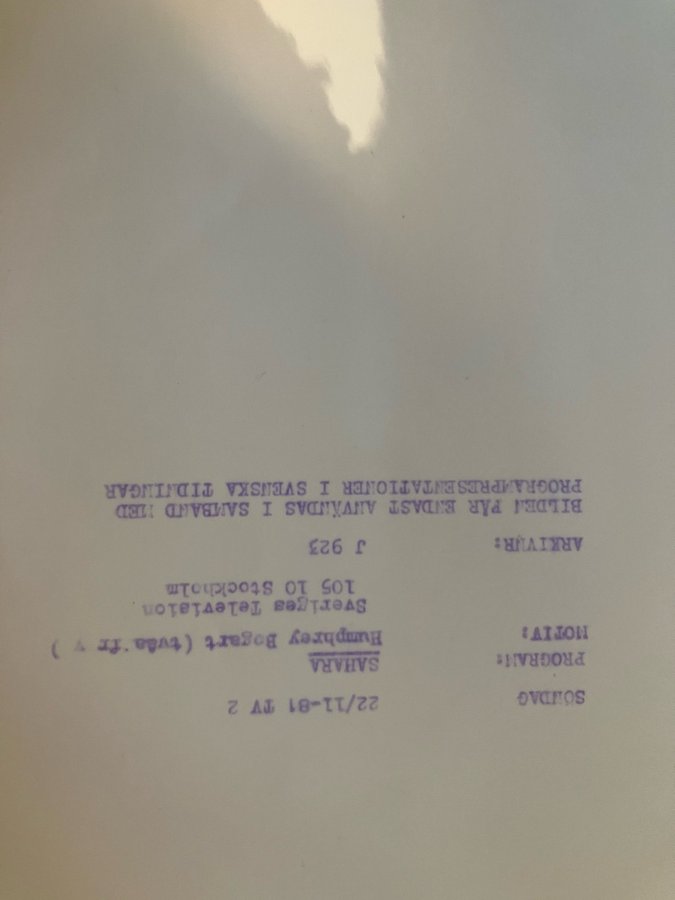 SÖNDAG 22/11-81 TV 2
PROGRAM: SAHARA
MOTIV: Humphrey Bogart (tvåa fr v )
Sveriges Television
105 10 Stockholm
ARKIVNR: J 923
BILDEN FÅR ENDAST ANVÄNDAS I SAMBAND MED
PROGRAMPRESENTATIONER I SVENSKA TIDNINGAR